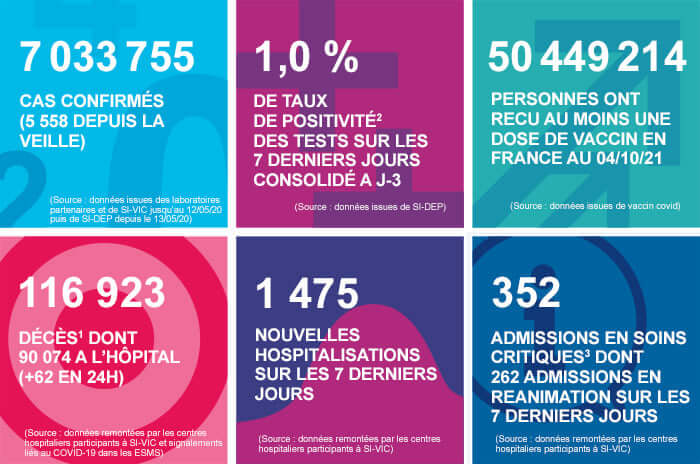 7 033 755
CAS CONFIRMÉS
(5 558 DEPUIS LA
VEILLE)
(Source : données issues des laboratoires
partenaires et de SI-VIC jusqu'au 12/05/20
puis de SI-DEP depuis le 13/05/20)
1,0 %
DE TAUX
DE POSITIVITÉ²
DES TESTS SUR LES
7 DERNIERS JOURS
CONSOLIDÉ A J-3
(Source : données issues de SI-DEP)
50 449 214
PERSONNES ONT
RECU AU MOINS UNE
DOSE DE VACCIN EN
FRANCE AU 04/10/21
(Source : données issues de vaccin covid)
116 923
DÉCÈS¹ DONT
90 074 A L'HÔPITAL
(+62 EN 24H)
(Source : données remontées par les centres
hospitaliers participants à SI-VIC et signalements
liés au COVID-19 dans les ESMS)
1 475
NOUVELLES
HOSPITALISATIONS
SUR LES 7 DERNIERS
JOURS
(Source : données remontées par les centres
hospitaliers participants à SI-VIC)
352
ADMISSIONS EN SOINS
CRITIQUES³ DONT
262 ADMISSIONS EN
REANIMATION SUR LES
7 DERNIERS JOURS
(Source : données remontées par les centres
hospitaliers participants à SI-VIC)